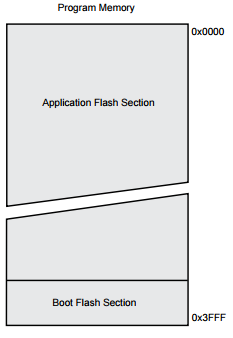 Program Memory
0x0000
Application Flash Section
Boot Flash Section
0x3FFF